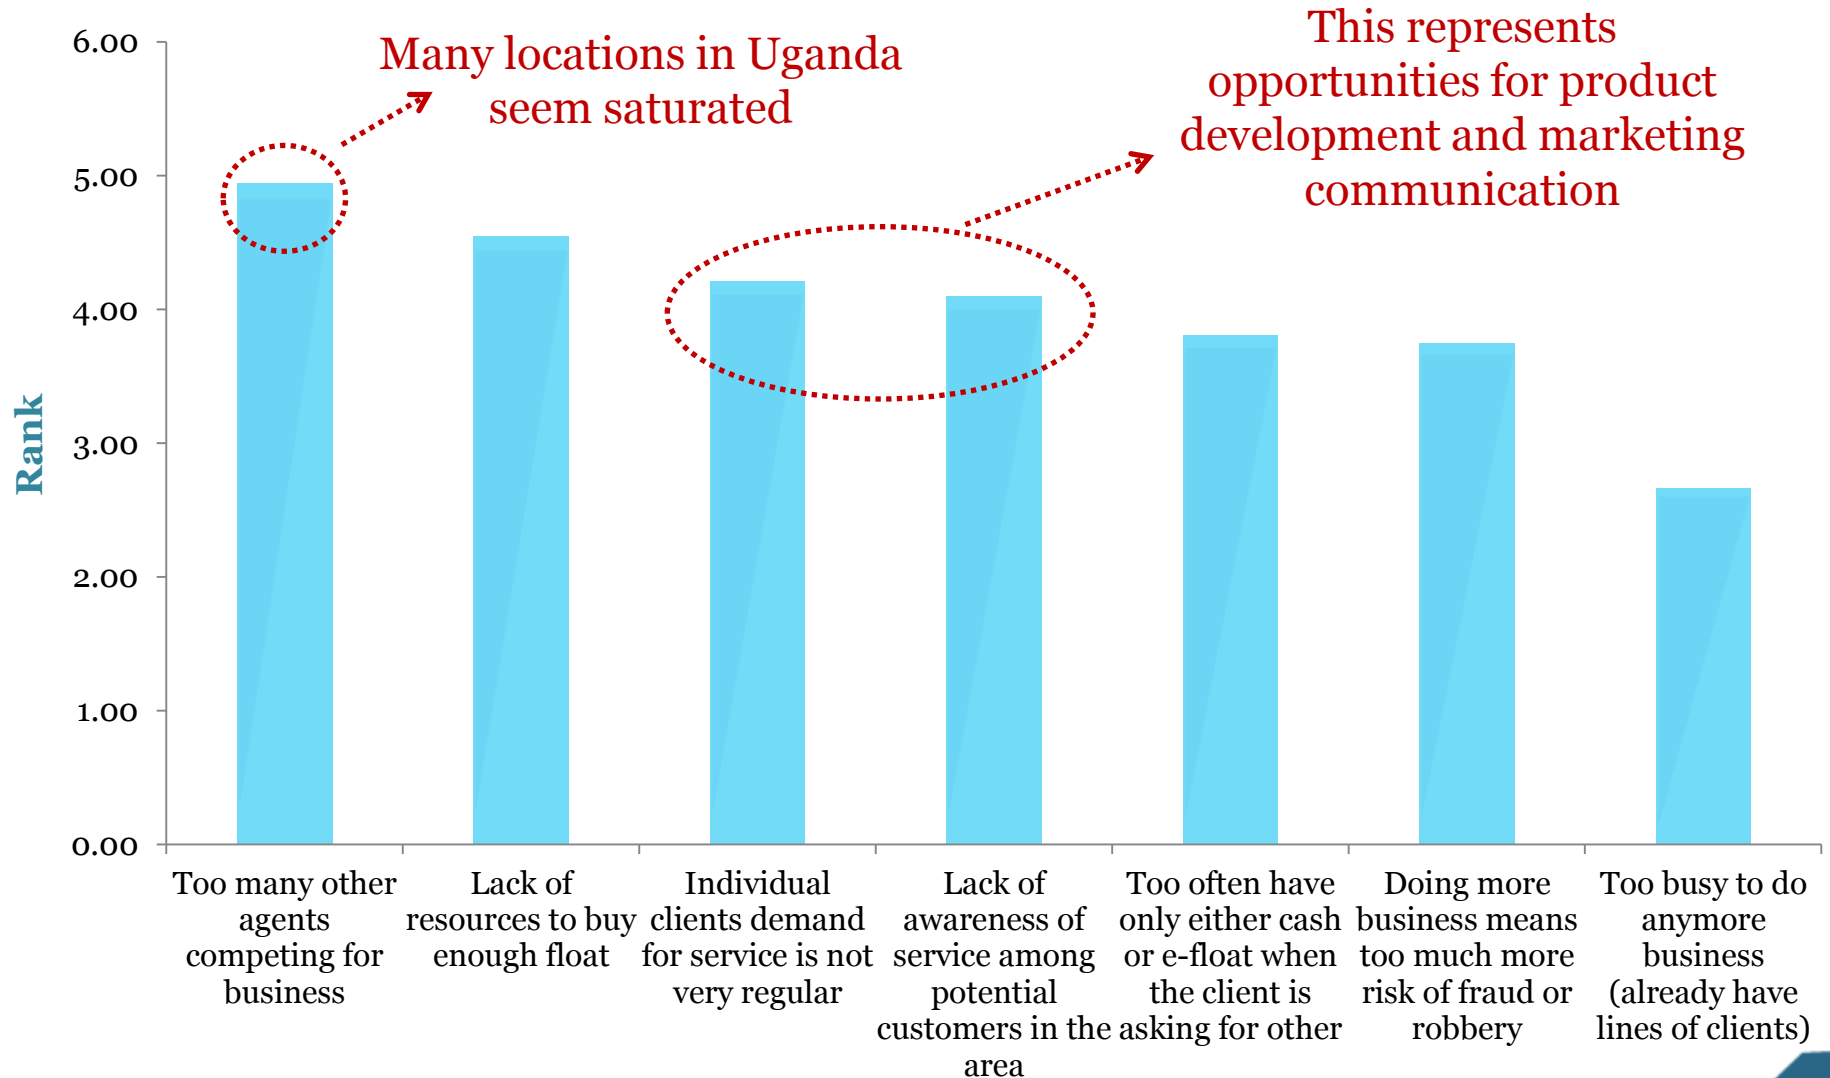 Many locations in Uganda
seem saturated
This represents
opportunities for product
development and marketing
communication
6.00
5.00
4.00
3.00
2.00
1.00
0.00
Rank
Too many other
agents
competing for
business
Lack of
resources to buy
enough float
Individual
clients demand
for service is not
very regular
Lack of
awareness of
service among
potential
customers in the
area
Too often have
only either cash
or e-float when
the client is
asking for other
Doing more
business means
too much more
risk of fraud or
robbery
Too busy to do
anymore
business
(already have
lines of clients)